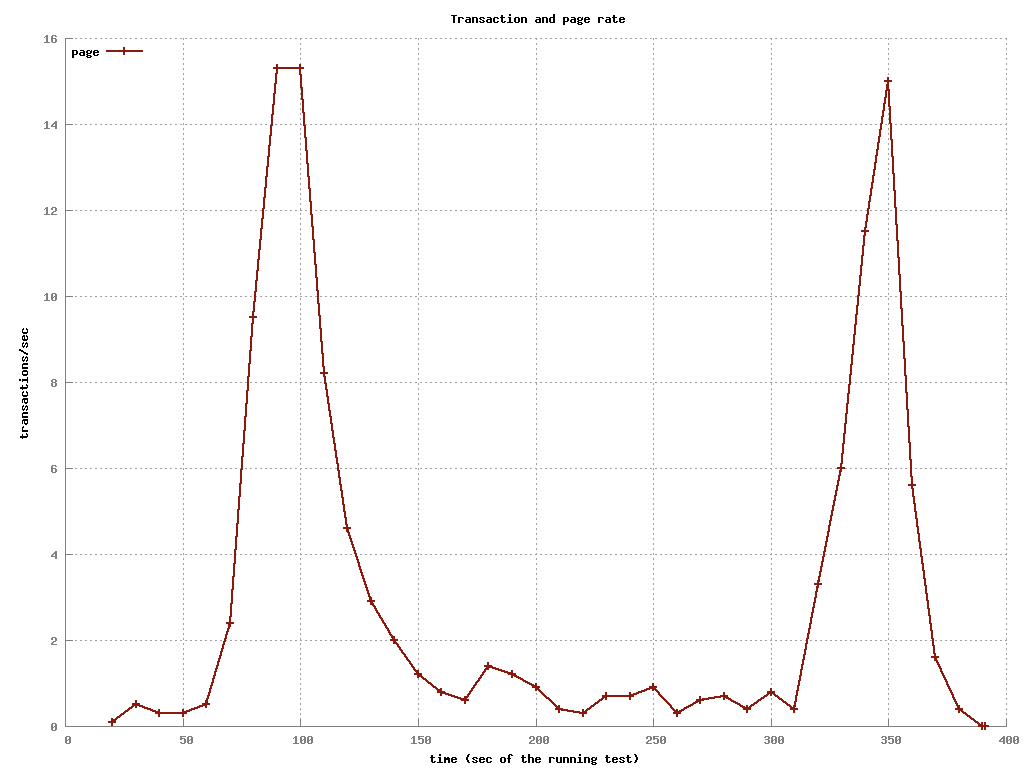 Transaction and page rate
16
page
14
12
10
8
6
4
2
0
transactions/sec
0 50 100 150 200 250 300 350 400
time (sec of the running test)